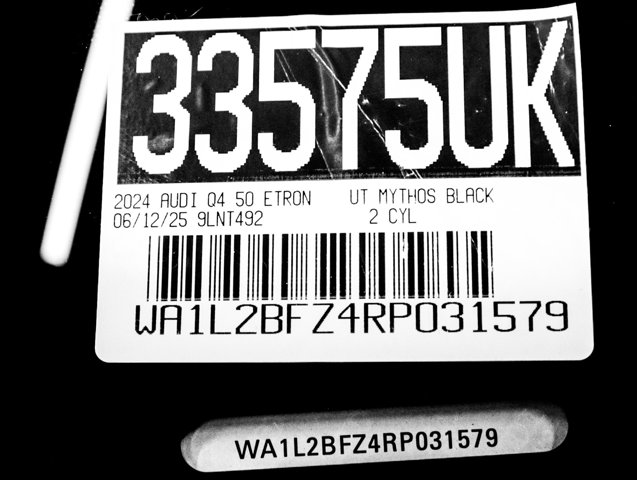 33575UK
2024 AUDI Q4 50 ETRON UT MYTHOS BLACK
06/12/25 9LNT492 2 CYL
WA1L2BFZ4RP031579
WA1L2BFZ4RP031579